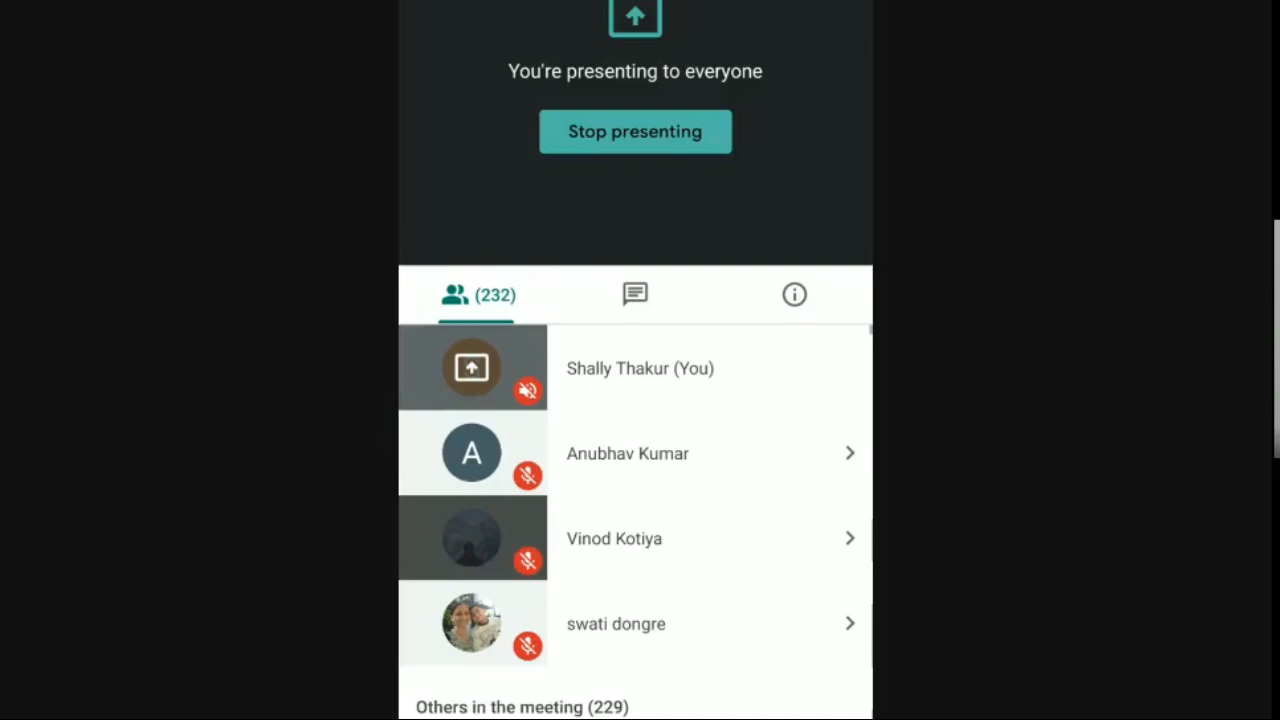 You're presenting to everyone
Stop presenting
(232)
Shally Thakur (You)
A
Anubhav Kumar
Vinod Kotiya
swati dongre
Others in the meeting (229)